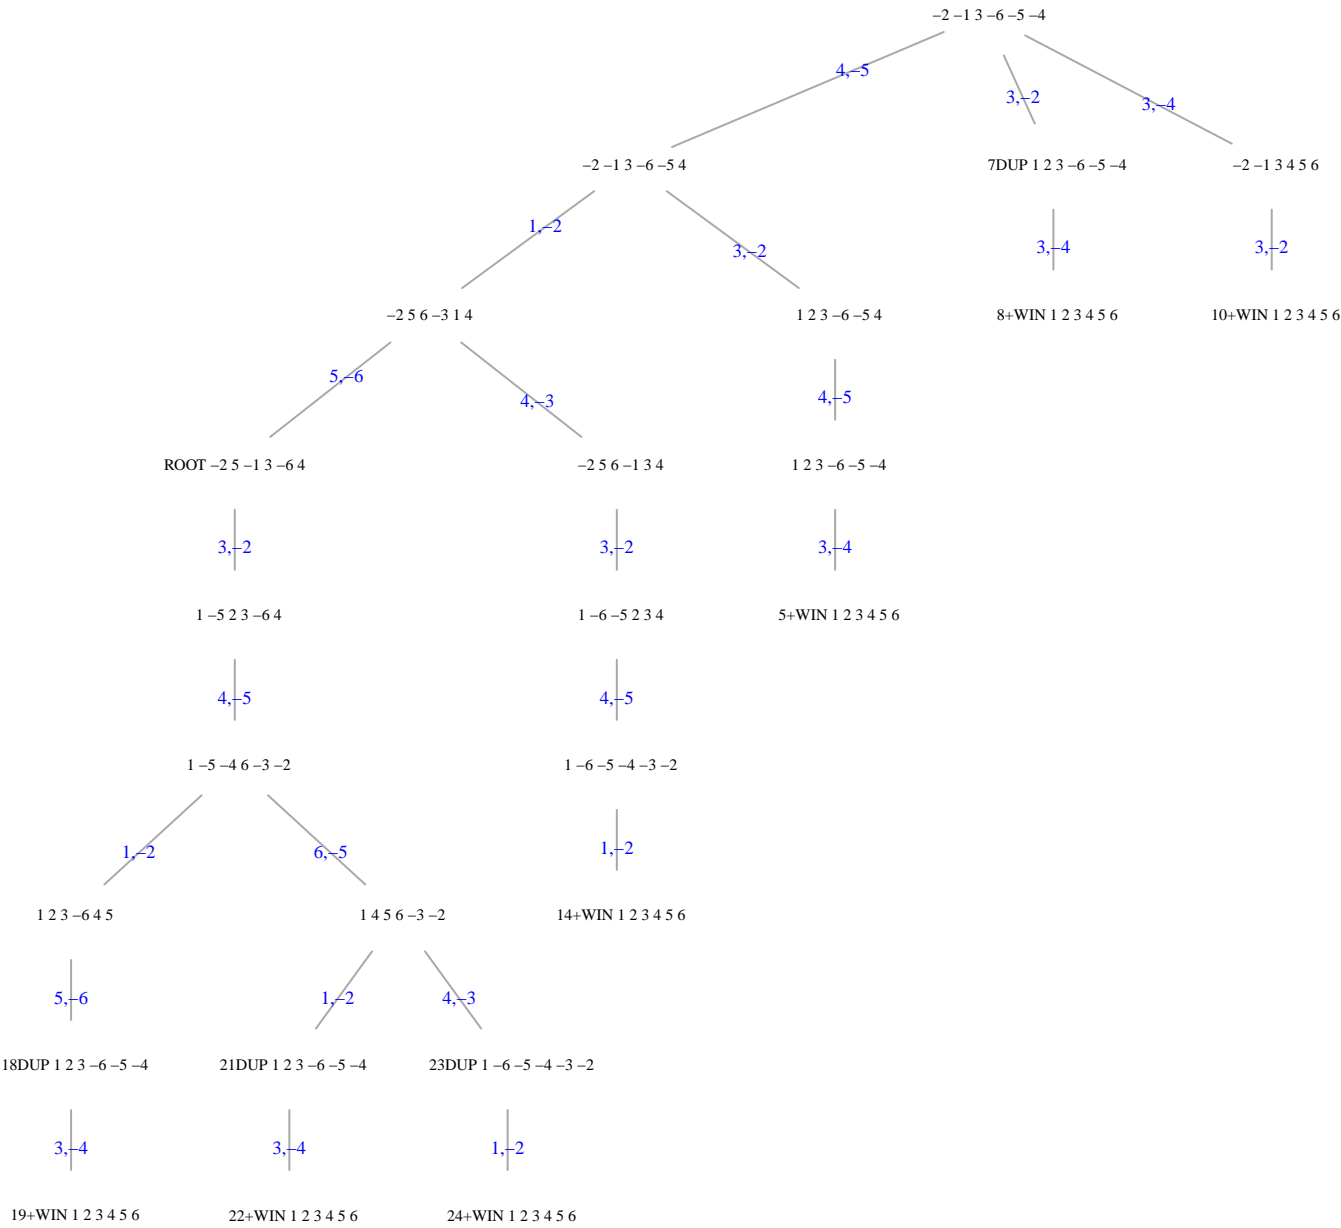 −2 −1 3 −6 −5 −4
4,−5
3,−2
3,−4
−2 −1 3 −6 −5 4
7DUP 1 2 3 −6 −5 −4
−2 −1 3 4 5 6
1,−2
3,−2
3,−4
3,−2
−2 5 6 −3 1 4
1 2 3 −6 −5 4
8+WIN 1 2 3 4 5 6
10+WIN 1 2 3 4 5 6
5,−6
4,−3
4,−5
ROOT −2 5 −1 3 −6 4
−2 5 6 −1 3 4
1 2 3 −6 −5 −4
3,−2
3,−2
3,−4
1 −5 2 3 −6 4
1 −6 −5 2 3 4
5+WIN 1 2 3 4 5 6
4,−5
4,−5
1 −5 −4 6 −3 −2
1 −6 −5 −4 −3 −2
1,−2
6,−5
1,−2
1 2 3 −6 4 5
1 4 5 6 −3 −2
14+WIN 1 2 3 4 5 6
5,−6
1,−2
4,−3
18DUP 1 2 3 −6 −5 −4
21DUP 1 2 3 −6 −5 −4
23DUP 1 −6 −5 −4 −3 −2
3,−4
3,−4
1,−2
19+WIN 1 2 3 4 5 6
22+WIN 1 2 3 4 5 6
24+WIN 1 2 3 4 5 6